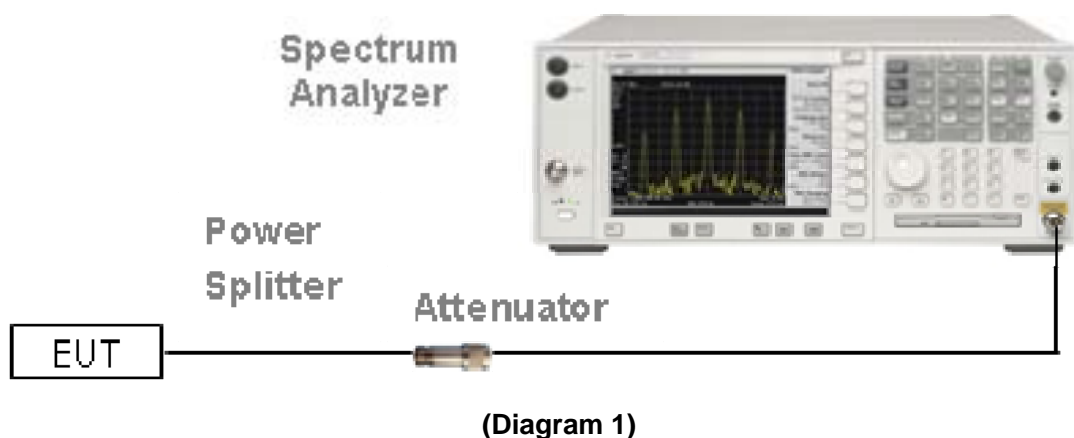 Spectrum
Analyzer
Power
Splitter
Attenuator
EUT
(Diagram 1)